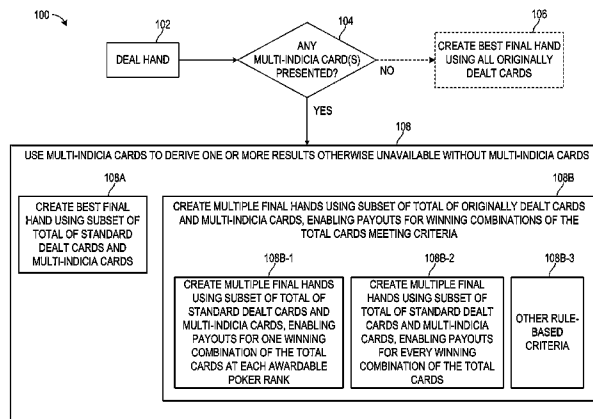 100
102
DEAL HAND
104
ANY
MULTI-INDICIA CARD(S)
PRESENTED?
NO
YES
106
CREATE BEST FINAL HAND
USING ALL ORIGINALLY
DEALT CARDS
108
USE MULTI-INDICIA CARDS TO DERIVE ONE OR MORE RESULTS OTHERWISE UNAVAILABLE WITHOUT MULTI-INDICIA CARDS
108A
CREATE BEST FINAL
HAND USING SUBSET OF
TOTAL OF STANDARD
DEALT CARDS AND
MULTI-INDICIA CARDS
108B
CREATE MULTIPLE FINAL HANDS USING SUBSET OF TOTAL OF ORIGINALLY DEALT CARDS
AND MULTI-INDICIA CARDS, ENABLING PAYOUTS FOR WINNING COMBINATIONS OF THE
TOTAL CARDS MEETING CRITERIA
108B-1
CREATE MULTIPLE FINAL HANDS
USING SUBSET OF TOTAL OF
STANDARD DEALT CARDS AND
MULTI-INDICIA CARDS, ENABLING
PAYOUTS FOR ONE WINNING
COMBINATION OF THE TOTAL
CARDS AT EACH AWARDABLE
POKER RANK
108B-2
CREATE MULTIPLE FINAL
HANDS USING SUBSET OF
TOTAL OF STANDARD DEALT
CARDS AND MULTI-INDICIA
CARDS, ENABLING PAYOUTS
FOR EVERY WINNING
COMBINATION OF THE TOTAL
CARDS
108B-3
OTHER RULE-
BASED
CRITERIA